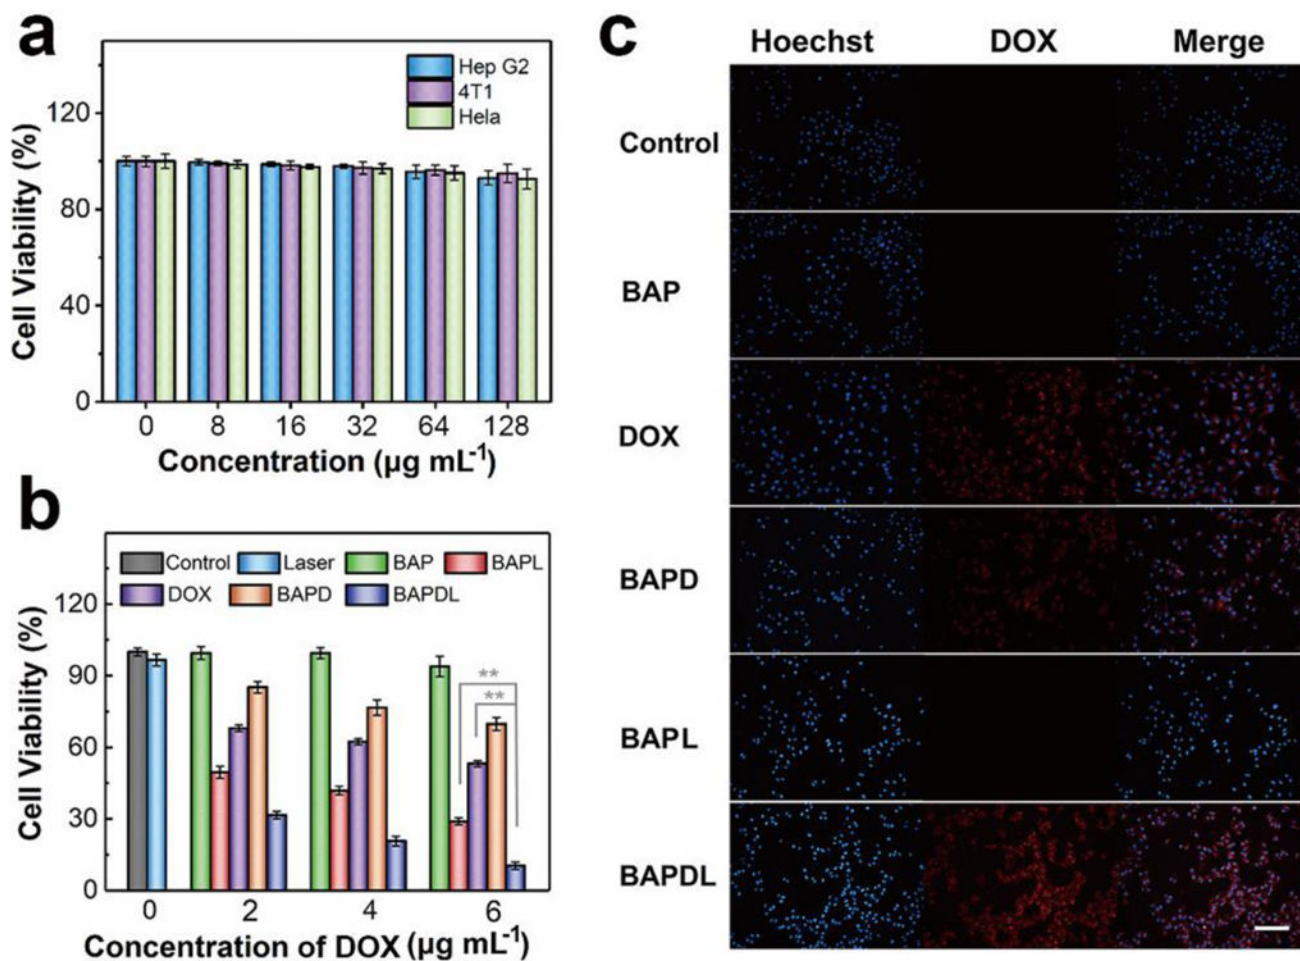 a
Hep G2
4T1
Hela
120
80
40
0
Cell Viability (%)
0 8 16 32 64 128
Concentration (µg mL⁻¹)
b
Control Laser BAP BAPL
DOX BAPD BAPDL
120
90
60
30
0
Cell Viability (%)
**
**
0 2 4 6
Concentration of DOX (µg mL⁻¹)
c
Hoechst DOX Merge
Control
BAP
DOX
BAPD
BAPL
BAPDL